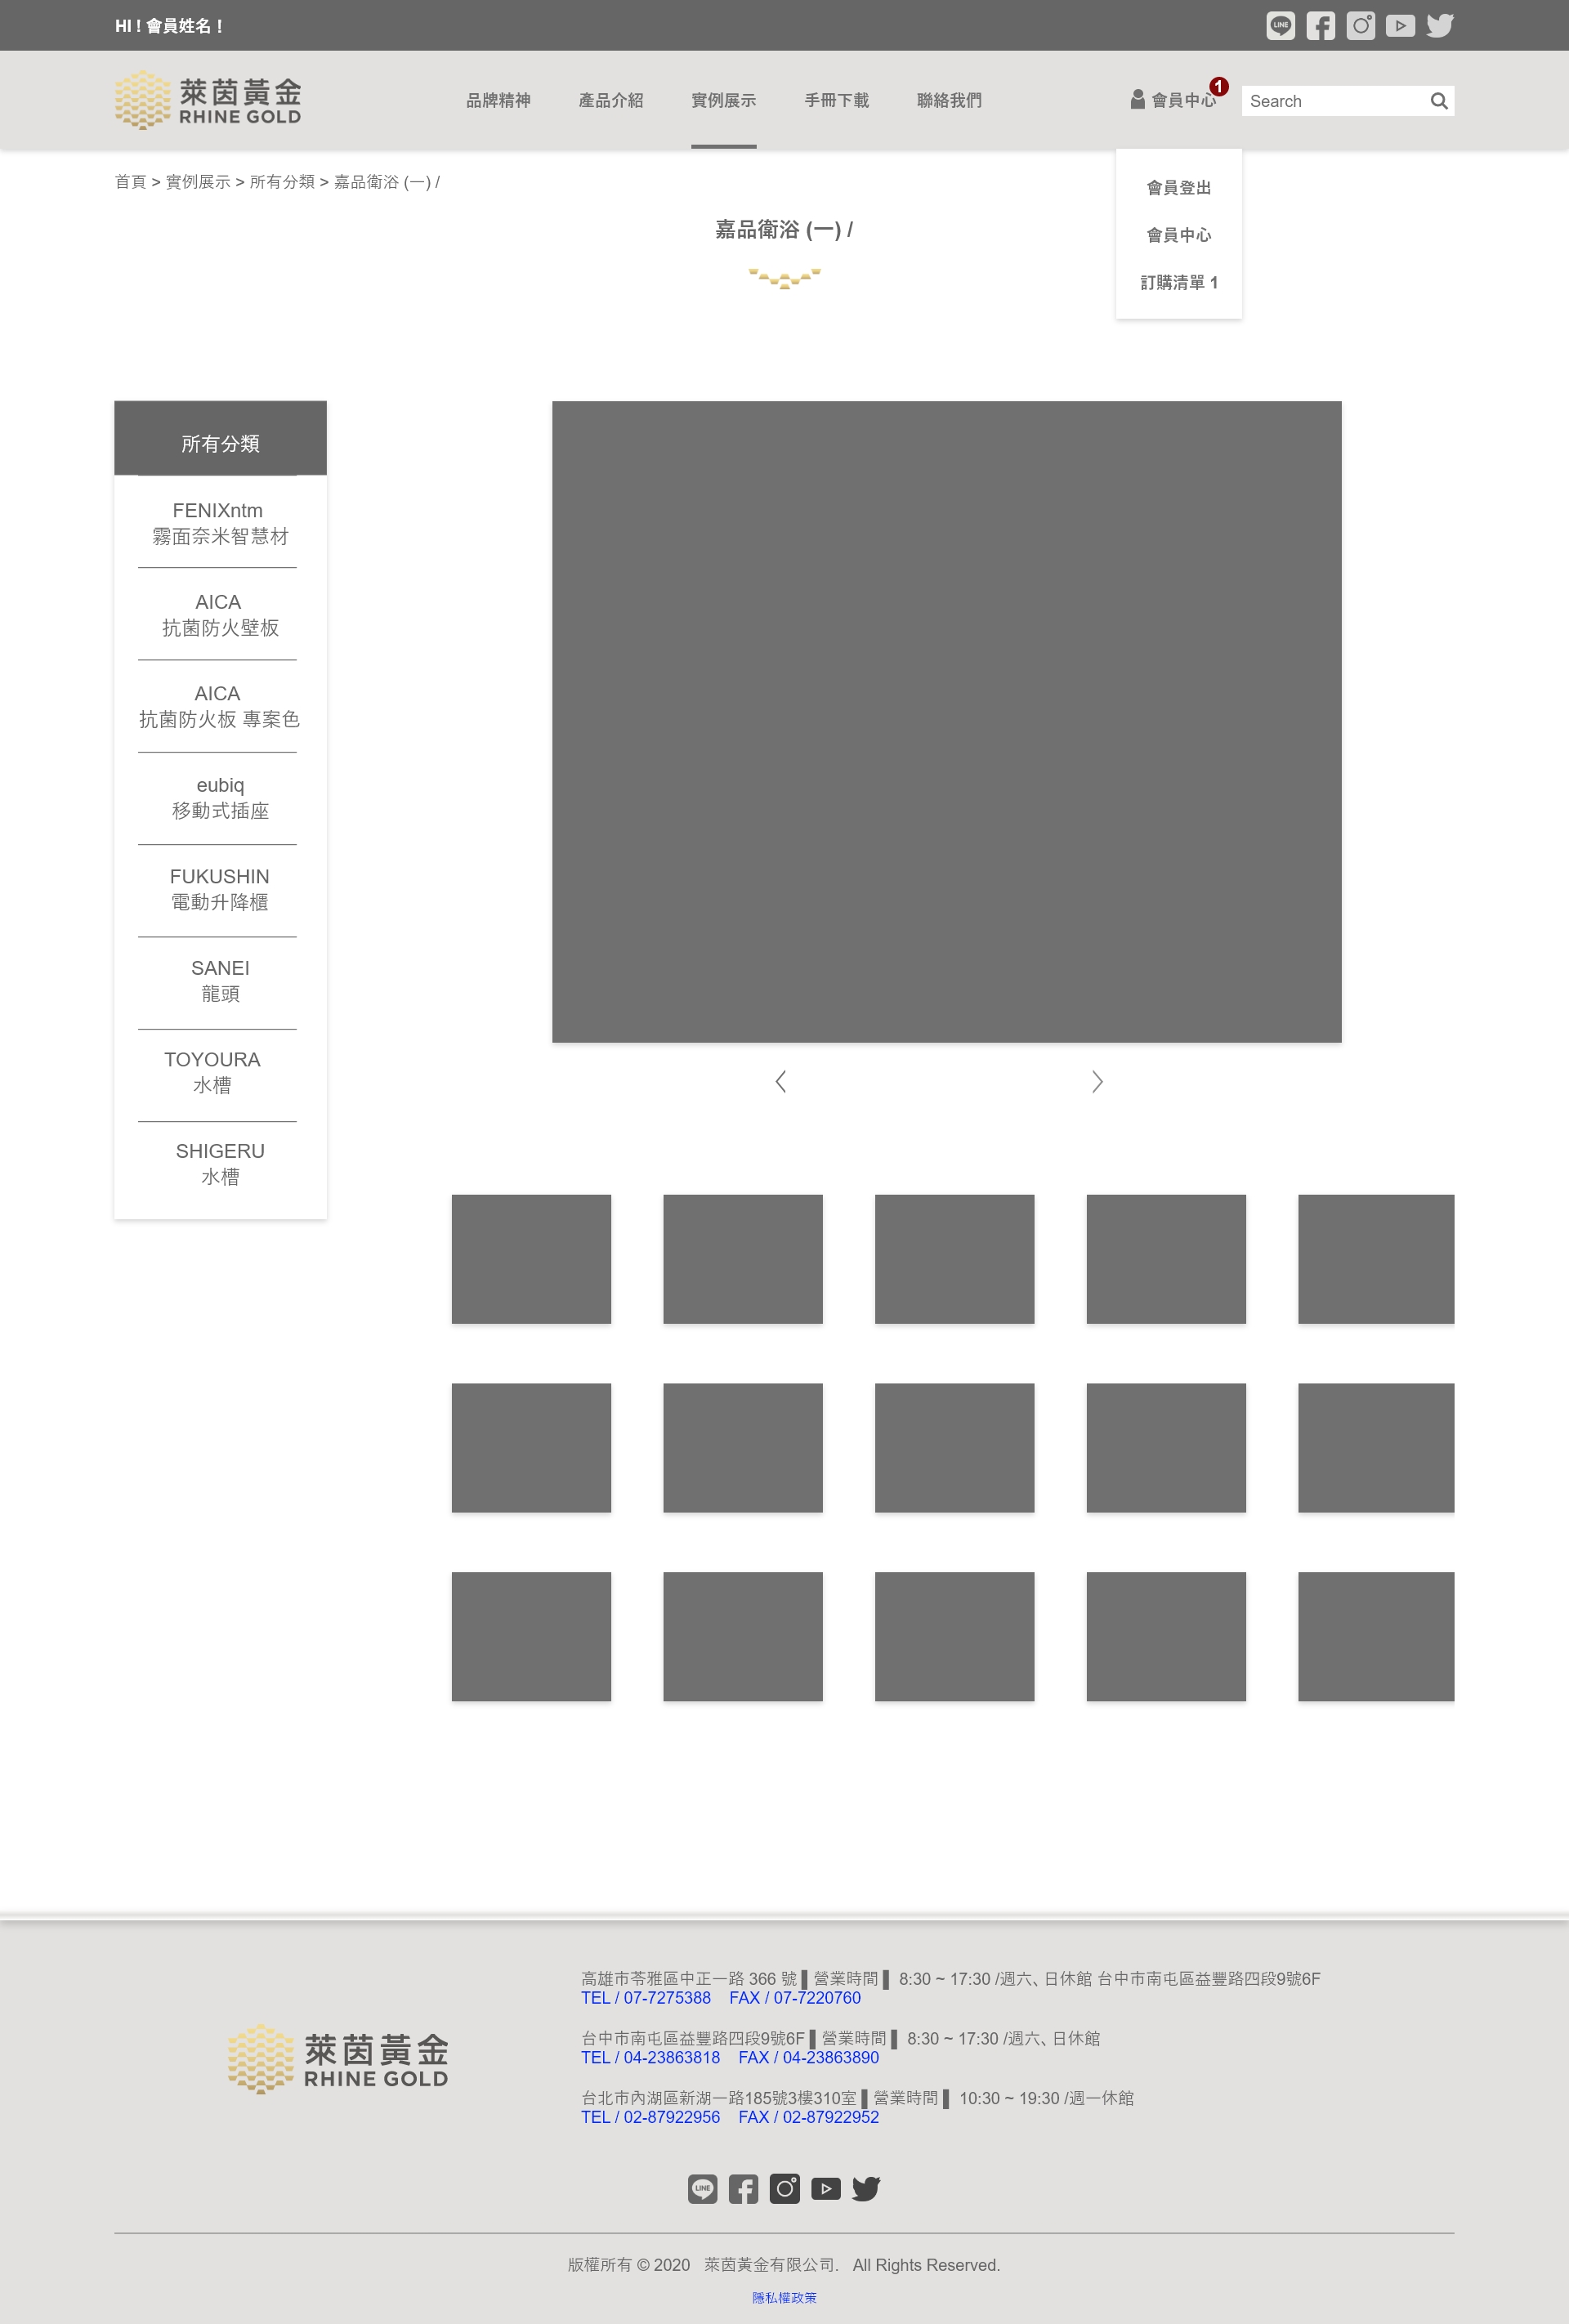 HI ! 會員姓名 !
萊茵黃金
RHINE GOLD
品牌精神
產品介紹
實例展示
手冊下載
聯絡我們
會員中心
1
Search
首頁 > 實例展示 > 所有分類 > 嘉品衛浴 (一) /
會員登出
會員中心
訂購清單 1
嘉品衛浴 (一) /
所有分類
FENIXntm
霧面奈米智慧材
AICA
抗菌防火壁板
AICA
抗菌防火板 專案色
eubiq
移動式插座
FUKUSHIN
電動升降櫃
SANEI
龍頭
TOYOURA
水槽
SHIGERU
水槽
高雄市苓雅區中正一路 366 號 ▌營業時間 ▌ 8:30 ~ 17:30 /週六、日休館 台中市南屯區益豐路四段9號6F
TEL / 07-7275388 FAX / 07-7220760
台中市南屯區益豐路四段9號6F ▌營業時間 ▌ 8:30 ~ 17:30 /週六、日休館
TEL / 04-23863818 FAX / 04-23863890
萊茵黃金
RHINE GOLD
台北市內湖區新湖一路185號3樓310室 ▌營業時間 ▌ 10:30 ~ 19:30 /週一休館
TEL / 02-87922956 FAX / 02-87922952
版權所有 © 2020 萊茵黃金有限公司. All Rights Reserved.
隱私權政策